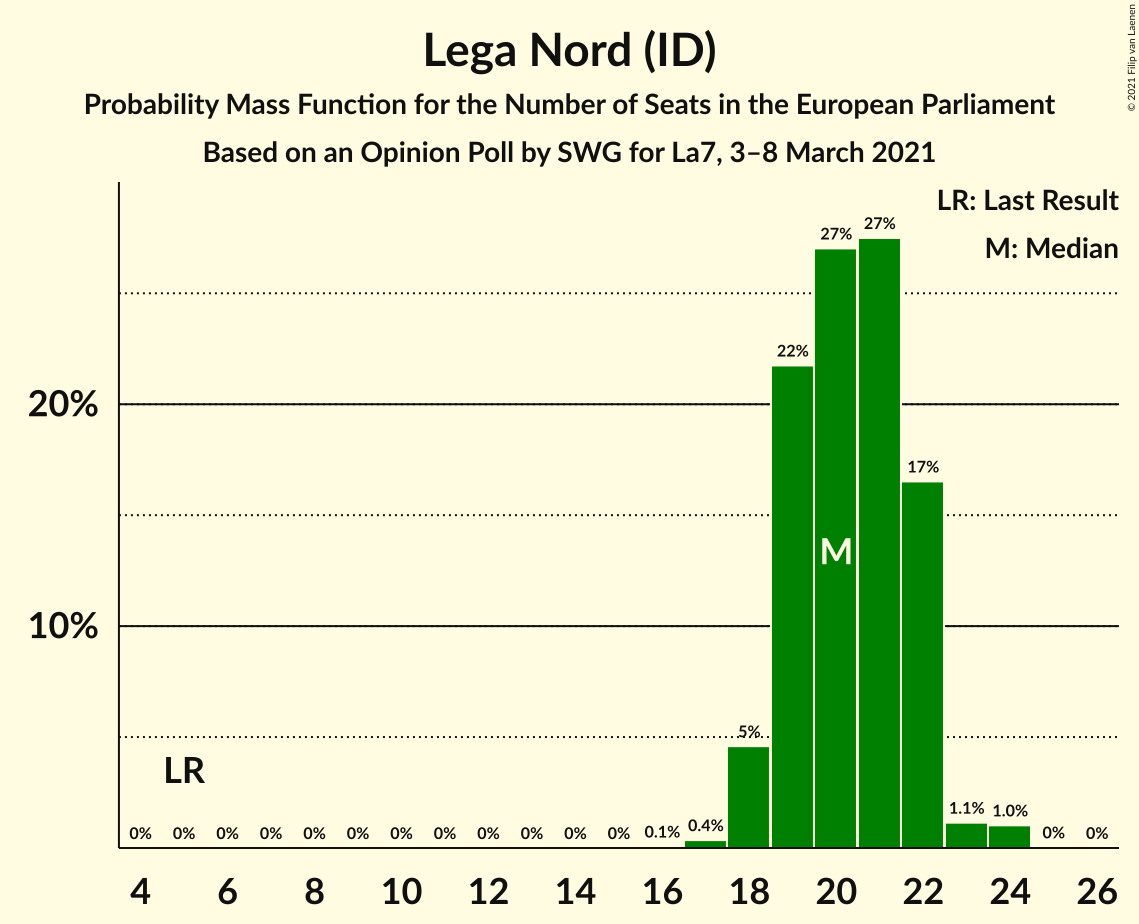 Lega Nord (ID)
Probability Mass Function for the Number of Seats in the European Parliament
Based on an Opinion Poll by SWG for La7, 3–8 March 2021
© 2021 Filip van Laenen
LR: Last Result
M: Median
20%
10%
LR
M
0% 0% 0% 0% 0% 0% 0% 0% 0% 0% 0% 0% 0.1% 0.4% 5% 22% 27% 27% 17% 1.1% 1.0% 0% 0%
4 6 8 10 12 14 16 18 20 22 24 26